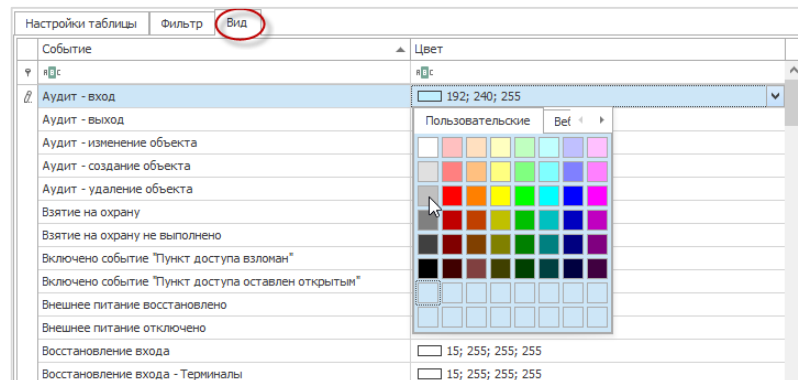 Настройки таблицы Фильтр Вид
Событие Цвет
ABC ABC
Аудит - вход 192; 240; 255
Аудит - выход Пользовательские Веб
Аудит - изменение объекта
Аудит - создание объекта
Аудит - удаление объекта
Взятие на охрану
Взятие на охрану не выполнено
Включено событие "Пункт доступа взломан"
Включено событие "Пункт доступа оставлен открытым"
Внешнее питание восстановлено
Внешнее питание отключено
Восстановление входа 15; 255; 255; 255
Восстановление входа - Терминалы 15; 255; 255; 255